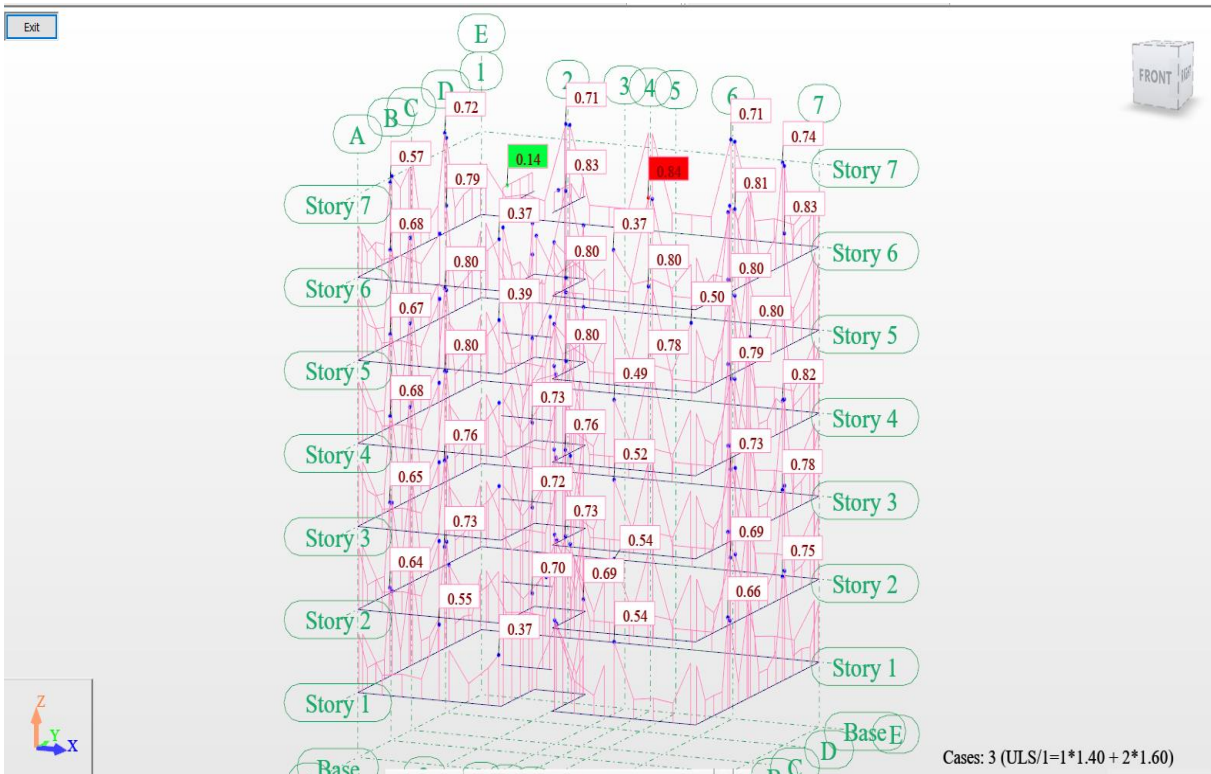 Exit
E
1
2
3
4
5
6
7
D
C
B
A
FRONT
0.72
0.71
0.71
0.74
0.57
0.14
0.83
0.84
0.79
0.81
Story 7
Story 7
0.37
0.37
0.83
0.68
0.80
0.80
0.80
0.80
Story 6
Story 6
0.39
0.50
0.67
0.80
0.80
0.80
0.78
0.79
Story 5
Story 5
0.49
0.82
0.68
0.73
Story 4
Story 4
0.76
0.76
0.73
0.52
0.78
0.65
0.72
Story 3
Story 3
0.73
0.73
0.69
0.54
0.75
0.64
0.70
0.69
Story 2
Story 2
0.55
0.66
0.54
0.37
Story 1
Story 1
Base
E
D
C
B
Base
Z
Y
X
Cases: 3 (ULS/1=1*1.40 + 2*1.60)